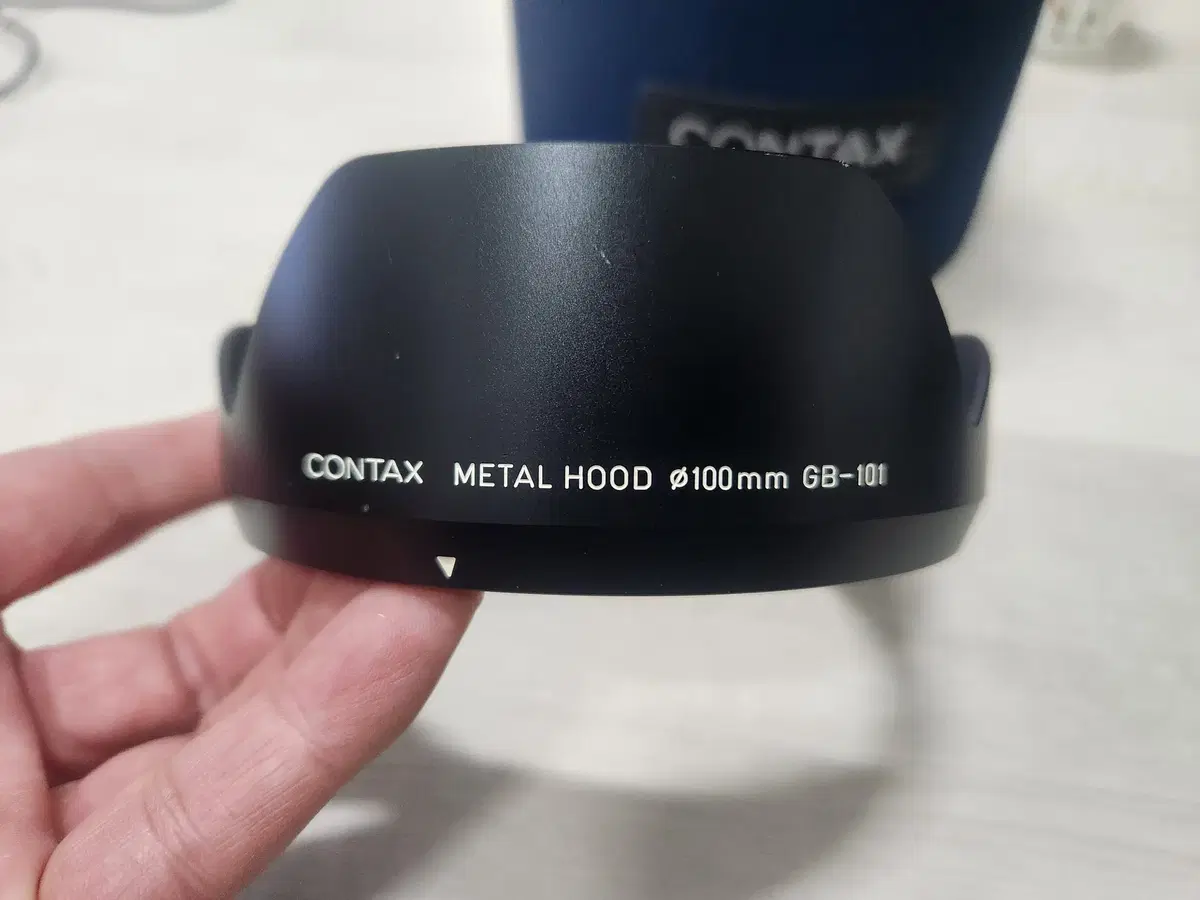 CONTAX
CONTAX METAL HOOD ø100mm GB-101